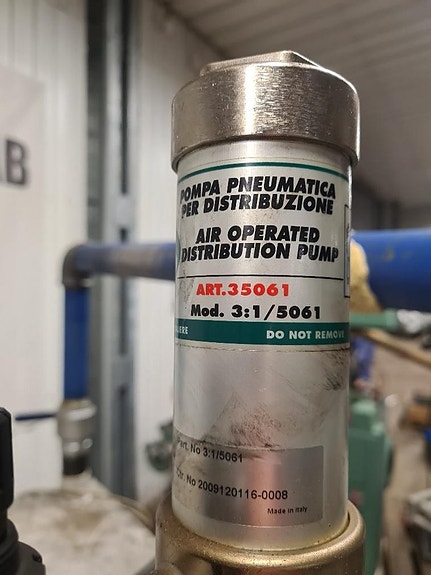 AB
POMPA PNEUMATICA
PER DISTRIBUZIONE
AIR OPERATED
DISTRIBUTION PUMP
ART.35061
Mod. 3:1/5061
DO NOT REMOVE
Part. No 3:1/5061
No 2009120116-0008
Made in Italy